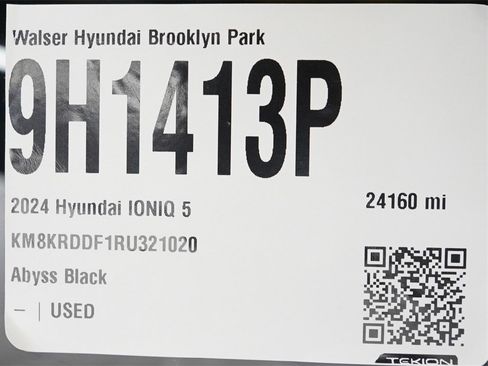 Walser Hyundai Brooklyn Park
9H1413P
2024 Hyundai IONIQ 5
24160 mi
KM8KRDDF1RU321020
Abyss Black
– | USED
TEKION